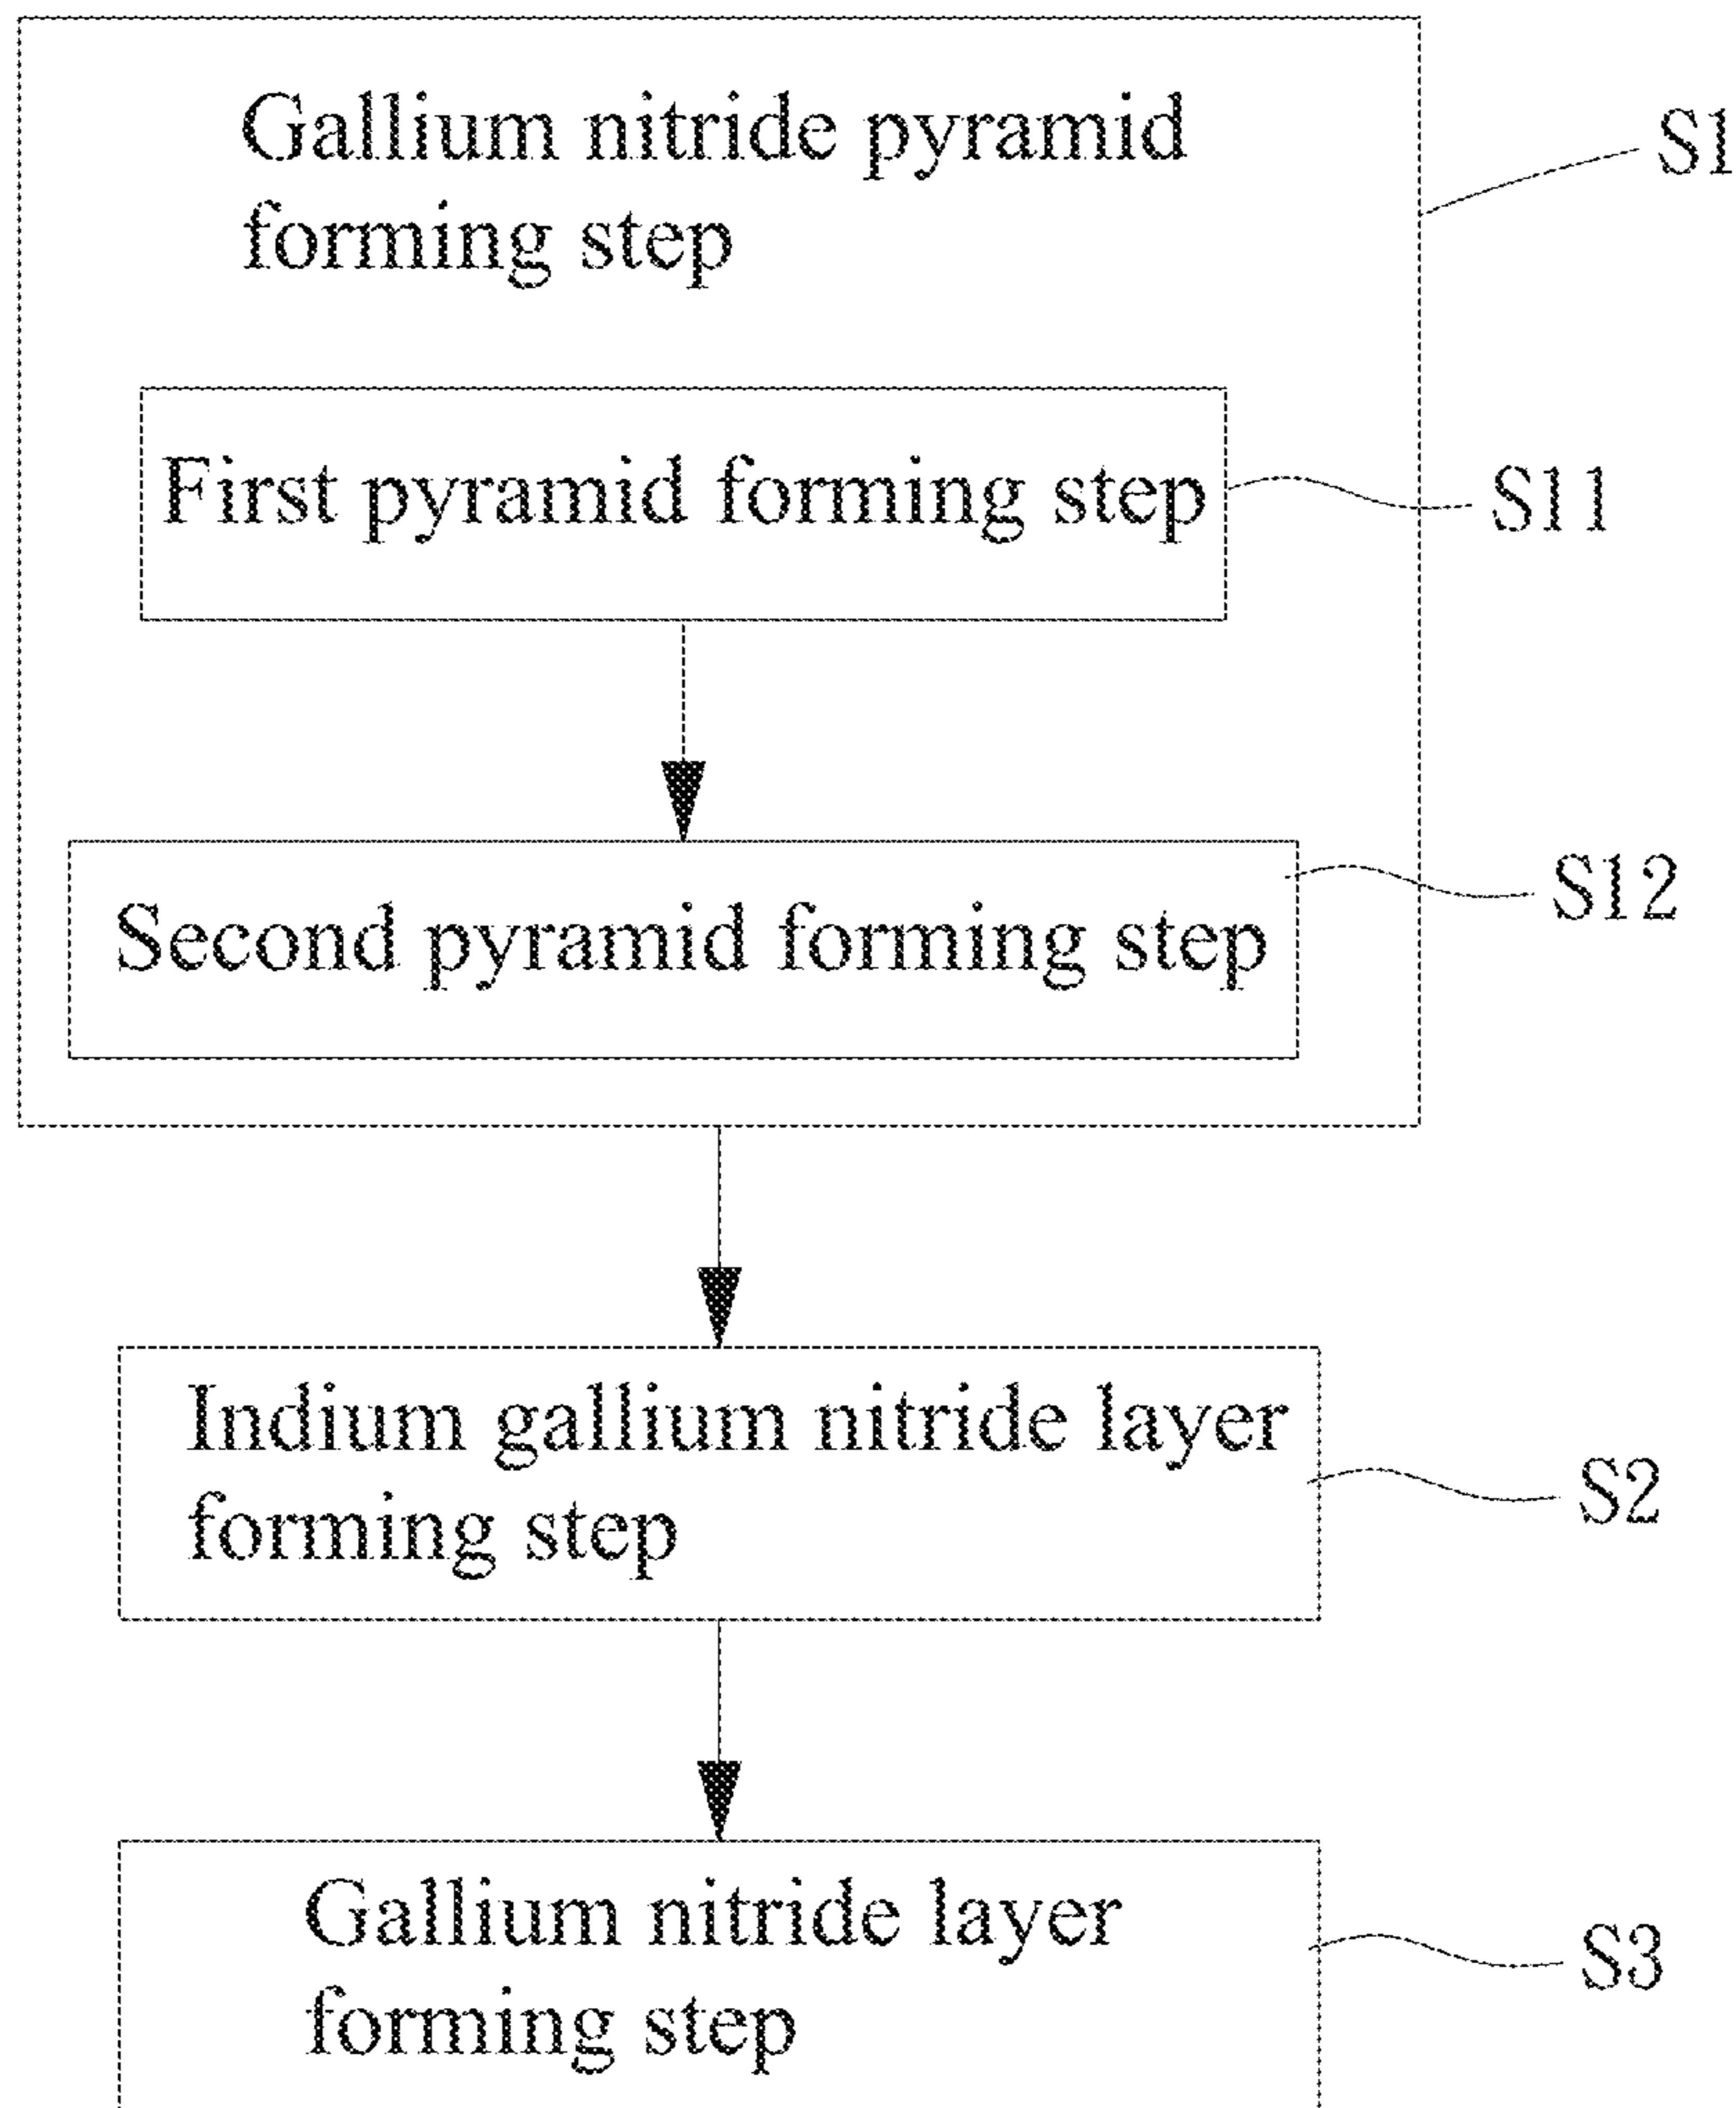 Gallium nitride pyramid
forming step
S1
First pyramid forming step
S11
Second pyramid forming step
S12
Indium gallium nitride layer
forming step
S2
Gallium nitride layer
forming step
S3